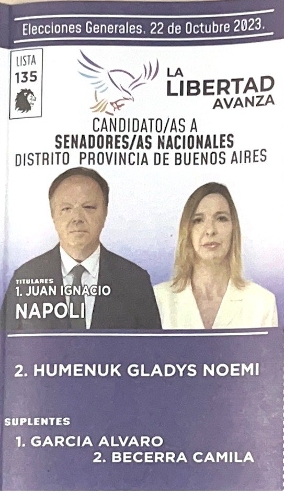 Elecciones Generales. 22 de Octubre 2023.
LISTA
135
LA
LIBERTAD
AVANZA
CANDIDATO/AS A
SENADORES/AS NACIONALES
DISTRITO PROVINCIA DE BUENOS AIRES
TITULARES
1. JUAN IGNACIO
NAPOLI
2. HUMENUK GLADYS NOEMI
SUPLENTES
1. GARCIA ALVARO
2. BECERRA CAMILA